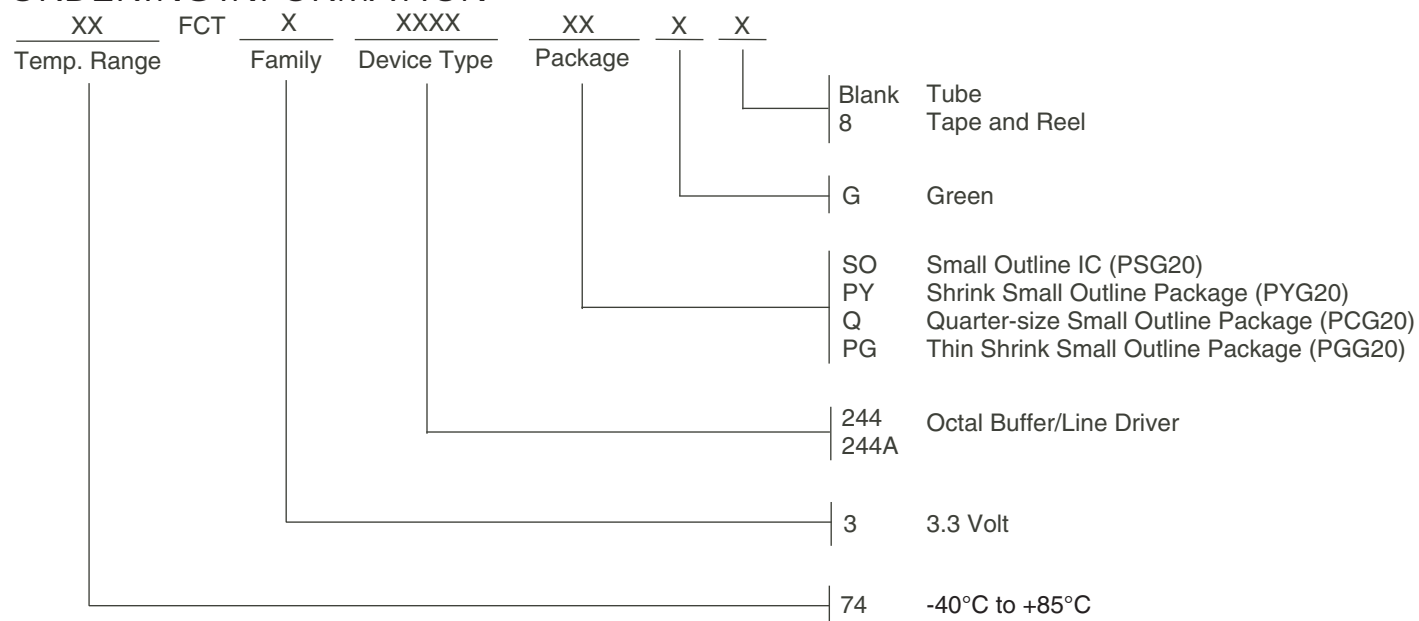 ORDERING INFORMATION
XX FCT X XXXX XX X X
Temp. Range Family Device Type Package
Blank Tube
8 Tape and Reel
G Green
SO Small Outline IC (PSG20)
PY Shrink Small Outline Package (PYG20)
Q Quarter-size Small Outline Package (PCG20)
PG Thin Shrink Small Outline Package (PGG20)
244 Octal Buffer/Line Driver
244A
3 3.3 Volt
74 -40°C to +85°C